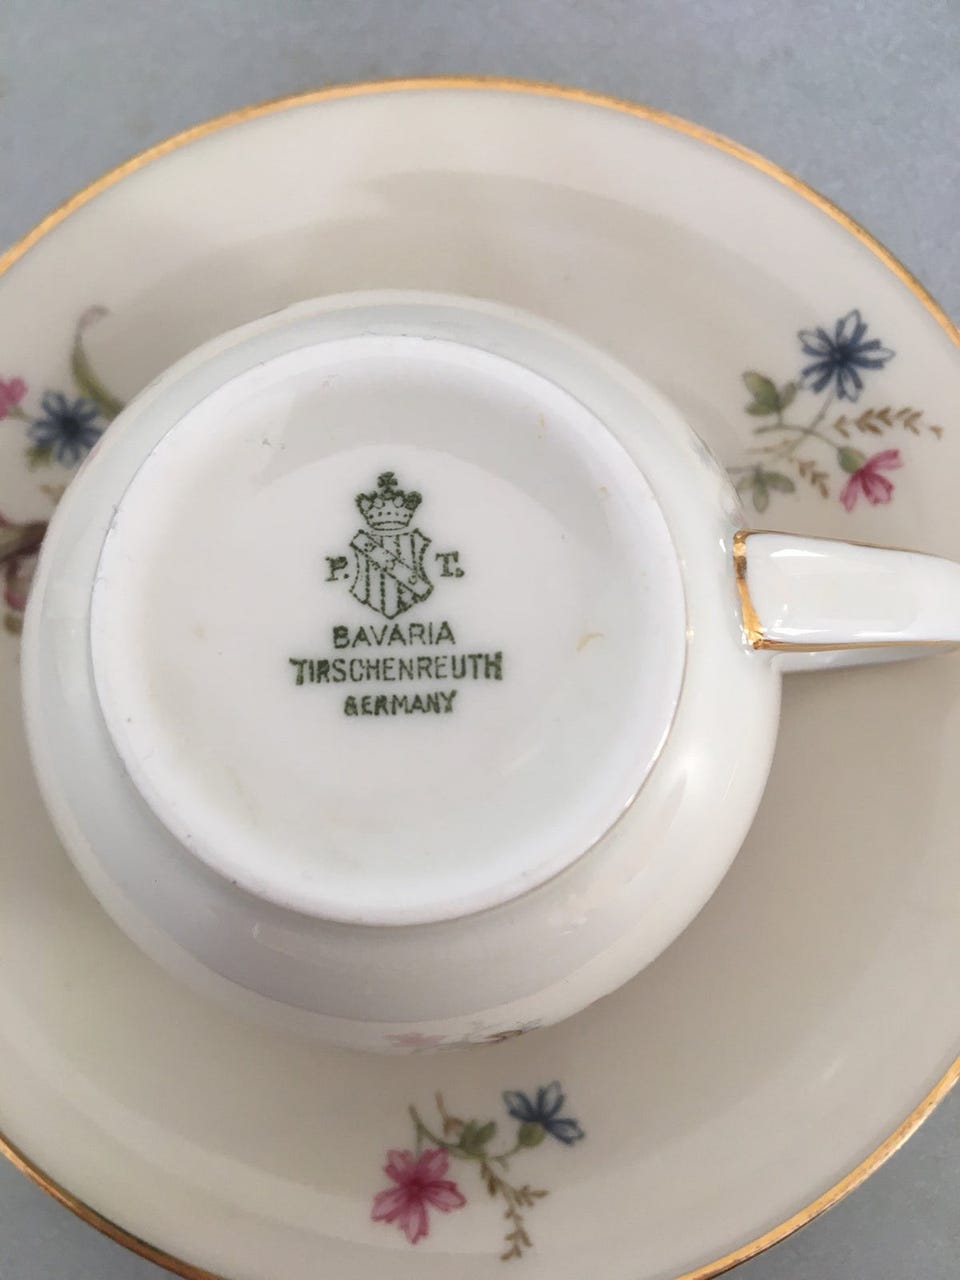 P. T.
BAVARIA
TIRSCHENREUTH
GERMANY